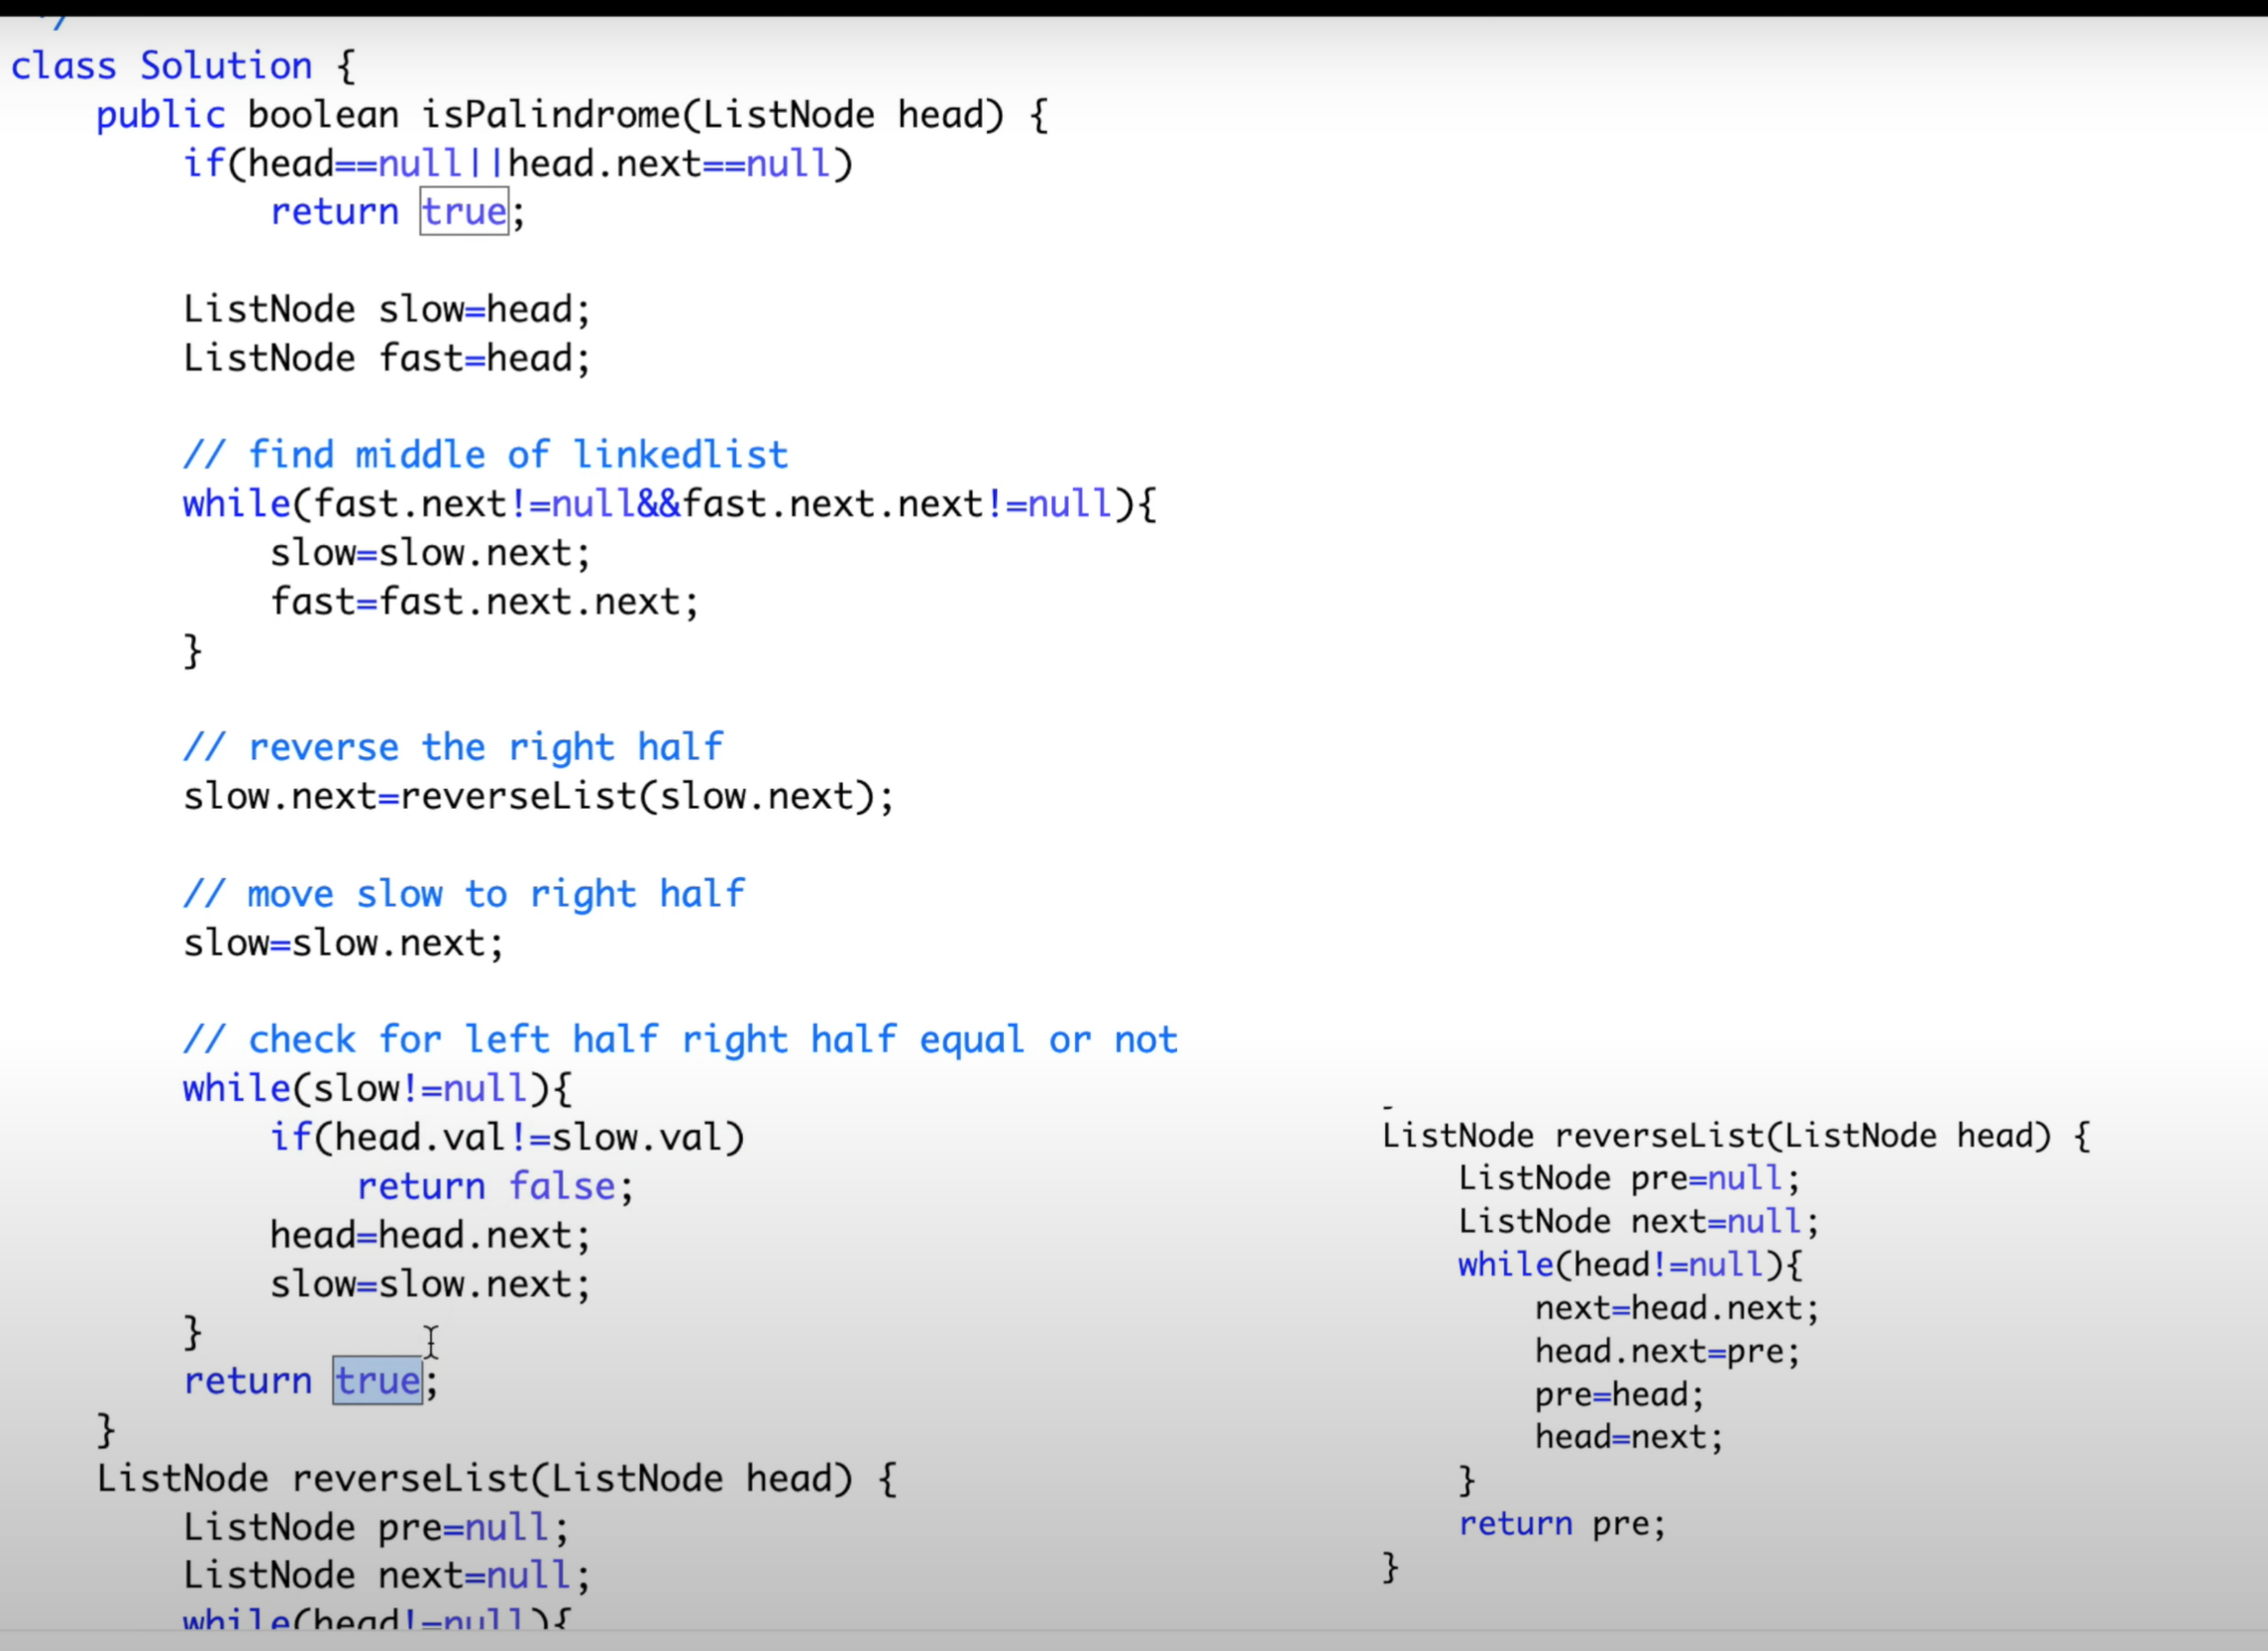 */
class Solution {
    public boolean isPalindrome(ListNode head) {
        if(head==null||head.next==null)
            return true;

        ListNode slow=head;
        ListNode fast=head;

        // find middle of linkedlist
        while(fast.next!=null&&fast.next.next!=null){
            slow=slow.next;
            fast=fast.next.next;
        }

        // reverse the right half
        slow.next=reverseList(slow.next);

        // move slow to right half
        slow=slow.next;

        // check for left half right half equal or not
        while(slow!=null){
            if(head.val!=slow.val)
                return false;
            head=head.next;
            slow=slow.next;
        }
        return true;
    }
    ListNode reverseList(ListNode head) {
        ListNode pre=null;
        ListNode next=null;
        while(head!=null){
ListNode reverseList(ListNode head) {
    ListNode pre=null;
    ListNode next=null;
    while(head!=null){
        next=head.next;
        head.next=pre;
        pre=head;
        head=next;
    }
    return pre;
}